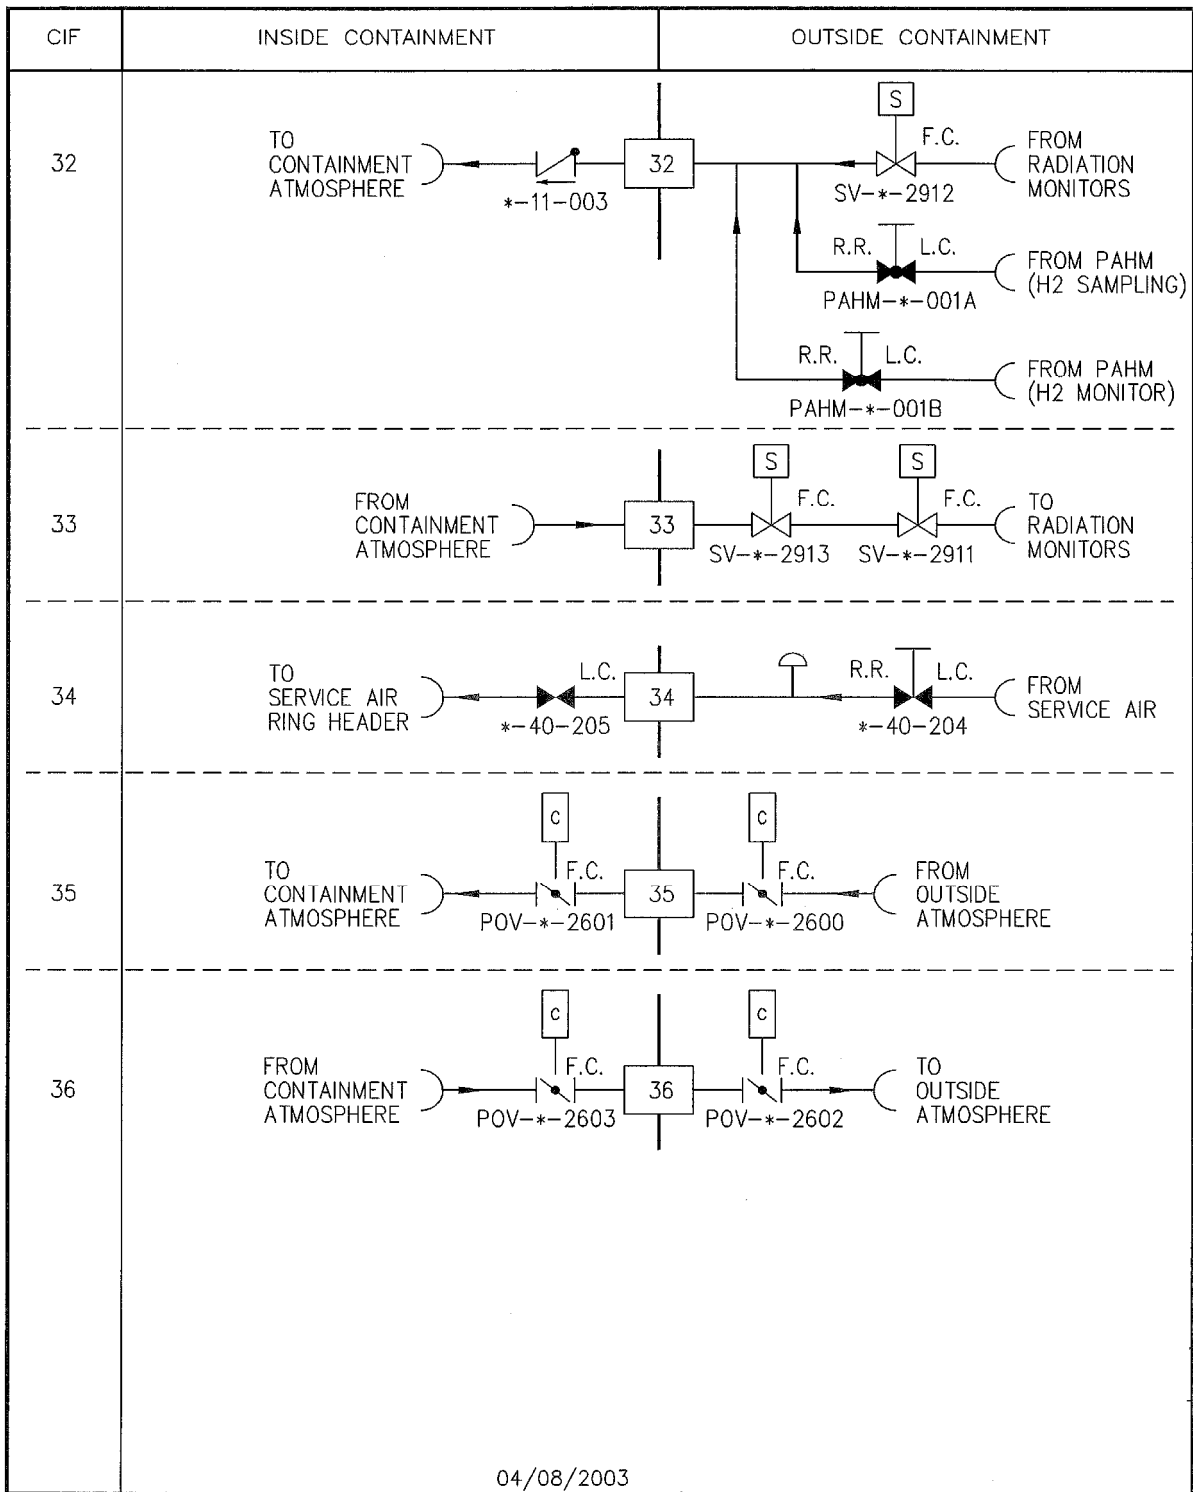 CIF
INSIDE CONTAINMENT
OUTSIDE CONTAINMENT
32
TO
CONTAINMENT
ATMOSPHERE
*-11-003
32
S
F.C.
SV-*-2912
FROM
RADIATION
MONITORS
R.R.
L.C.
PAHM-*-001A
FROM PAHM
(H2 SAMPLING)
R.R.
L.C.
PAHM-*-001B
FROM PAHM
(H2 MONITOR)
33
FROM
CONTAINMENT
ATMOSPHERE
33
S
F.C.
SV-*-2913
S
F.C.
SV-*-2911
TO
RADIATION
MONITORS
34
TO
SERVICE AIR
RING HEADER
L.C.
*-40-205
34
R.R.
L.C.
*-40-204
FROM
SERVICE AIR
35
TO
CONTAINMENT
ATMOSPHERE
C
F.C.
POV-*-2601
35
C
F.C.
POV-*-2600
FROM
OUTSIDE
ATMOSPHERE
36
FROM
CONTAINMENT
ATMOSPHERE
C
F.C.
POV-*-2603
36
C
F.C.
POV-*-2602
TO
OUTSIDE
ATMOSPHERE
04/08/2003